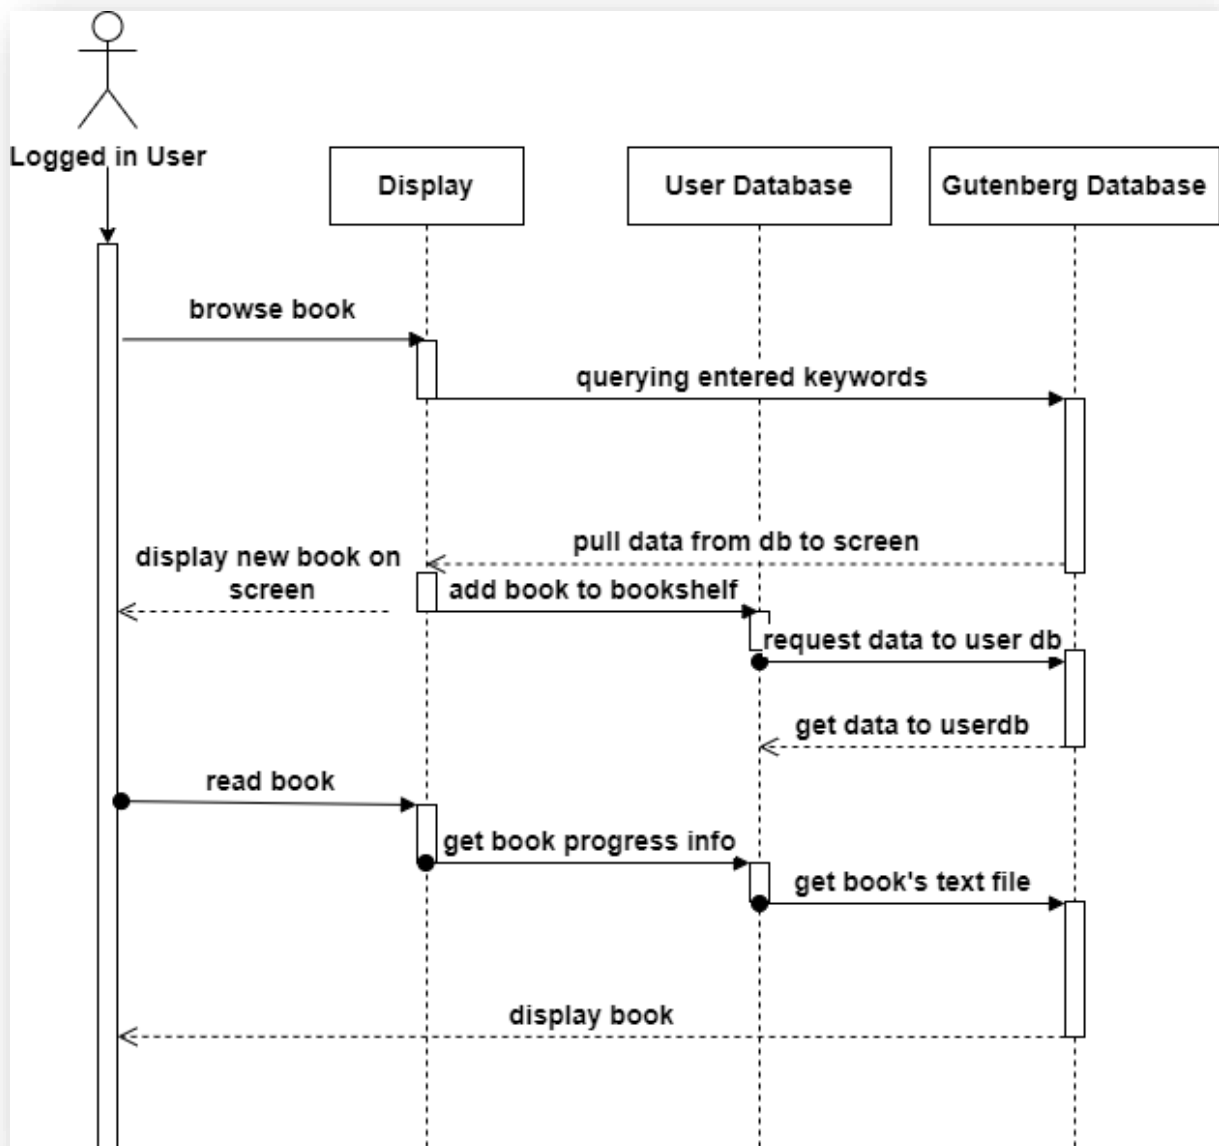 Logged in User
Display
User Database
Gutenberg Database
browse book
querying entered keywords
pull data from db to screen
display new book on
screen
add book to bookshelf
request data to user db
get data to userdb
read book
get book progress info
get book's text file
display book